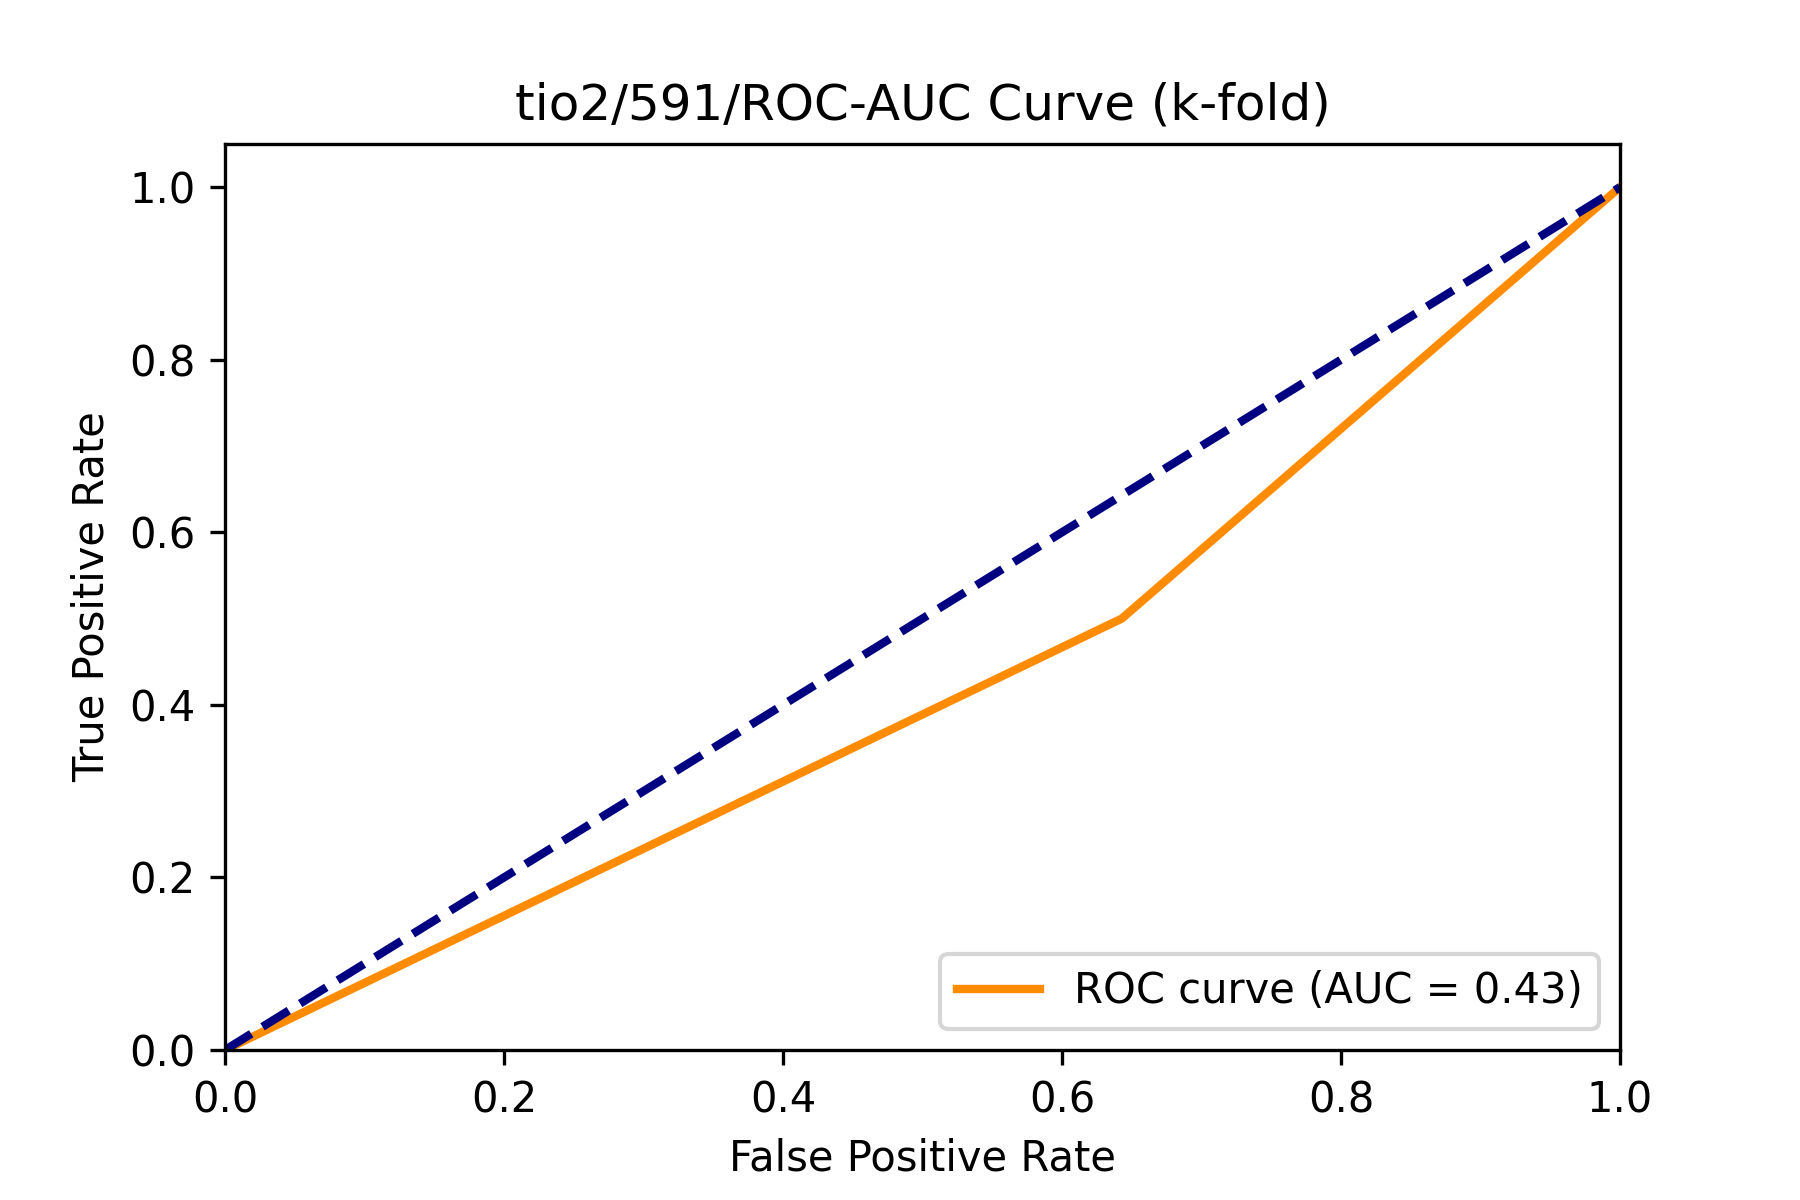 tio2/591/ROC-AUC Curve (k-fold)
1.0
0.8
0.6
0.4
0.2
0.0
True Positive Rate
ROC curve (AUC = 0.43)
0.0 0.2 0.4 0.6 0.8 1.0
False Positive Rate